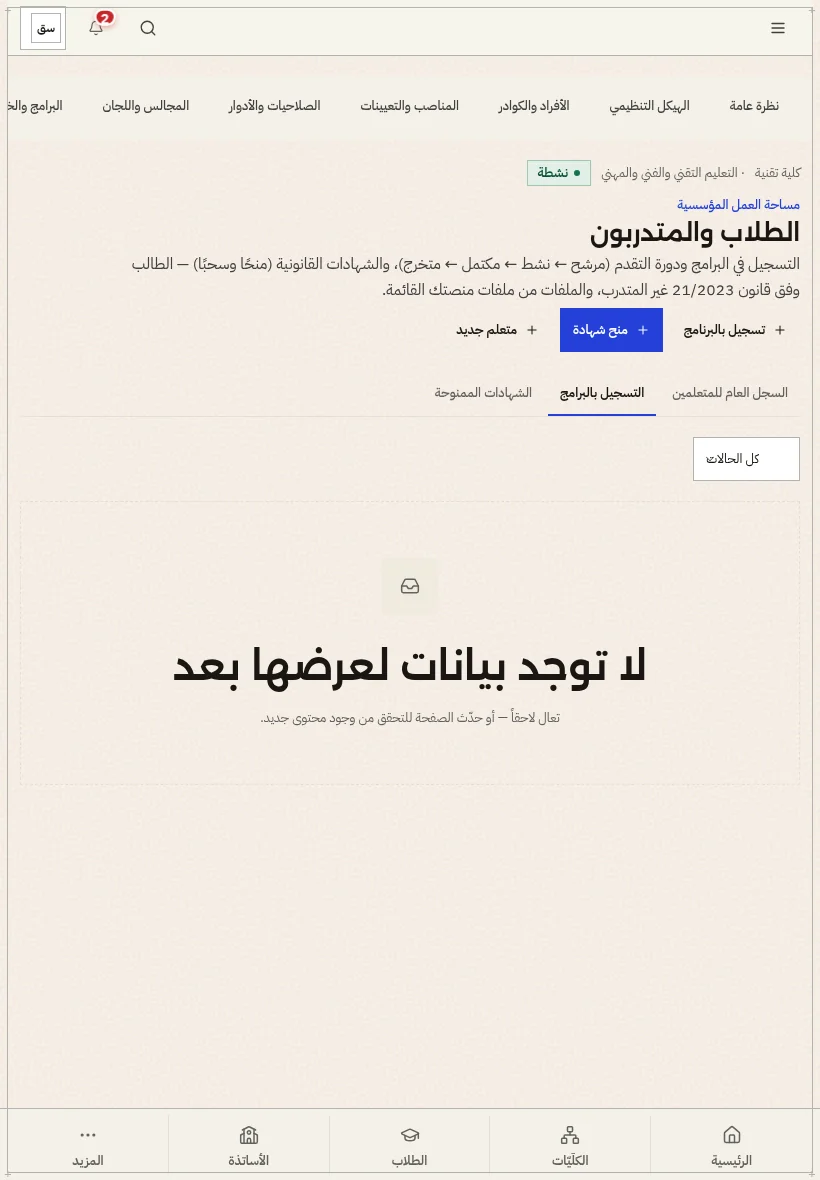 سق
2
نظرة عامة
الهيكل التنظيمي
الأفراد والكوادر
المناصب والتعيينات
الصلاحيات والأدوار
المجالس واللجان
البرامج والخ
كلية تقنية · التعليم التقني والفني والمهني
نشطة
مساحة العمل المؤسسية
الطلاب والمتدربون
التسجيل في البرامج ودورة التقدم (مرشح ← نشط ← مكتمل ← متخرج)، والشهادات القانونية (منحًا وسحبًا) — الطالب
وفق قانون 21/2023 غير المتدرب، والملفات من ملفات منصتك القائمة.
تسجيل بالبرنامج
منح شهادة
متعلم جديد
السجل العام للمتعلمين
التسجيل بالبرامج
الشهادات الممنوحة
كل الحالات
لا توجد بيانات لعرضها بعد
تعال لاحقاً — أو حدّث الصفحة للتحقق من وجود محتوى جديد.
الرئيسية
الكلّيّات
الطلاب
الأساتذة
المزيد